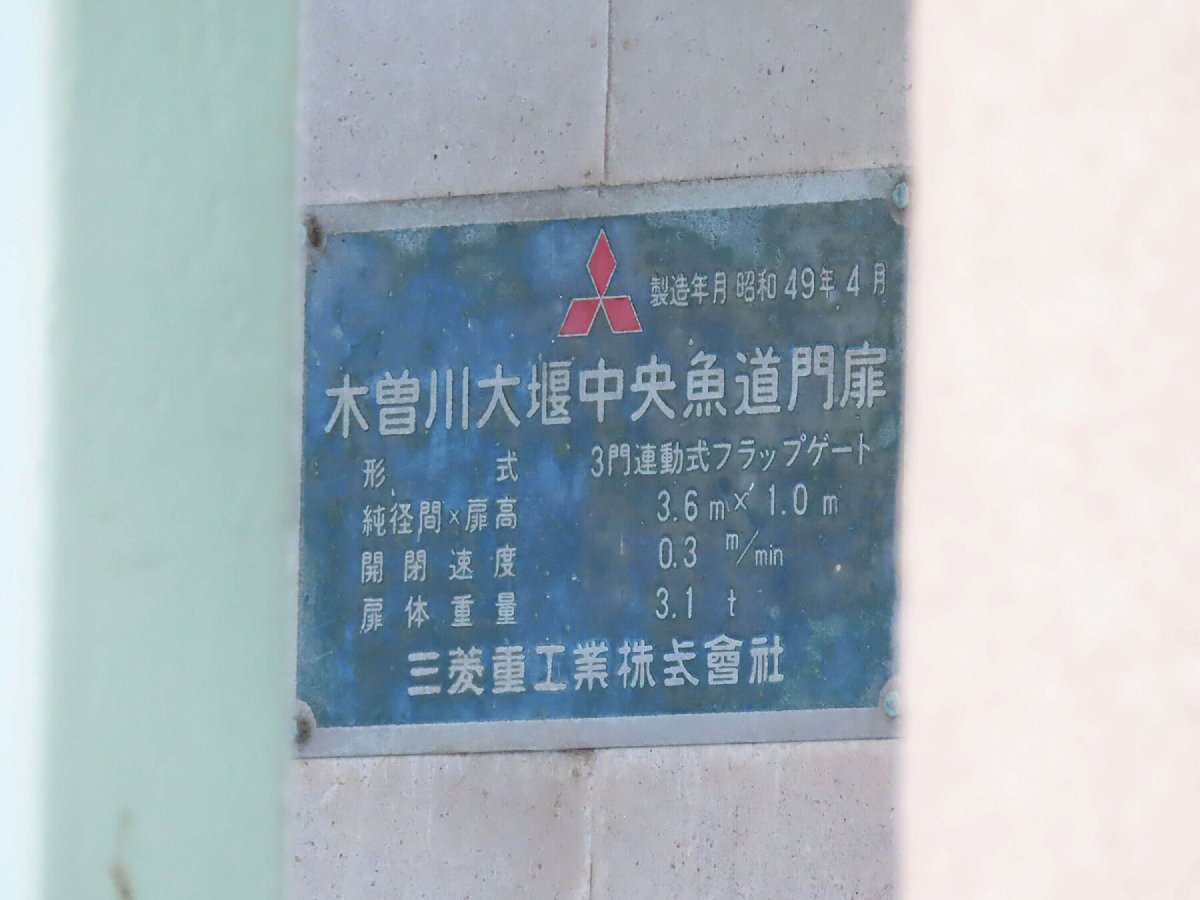 製造年月 昭和49年4月
木曽川大堰中央魚道門扉
形 式 3門連動式フラップゲート
純径間×扉高 3.6m×1.0m
開閉速度 0.3 m/min
扉体重量 3.1 t
三菱重工業株式會社